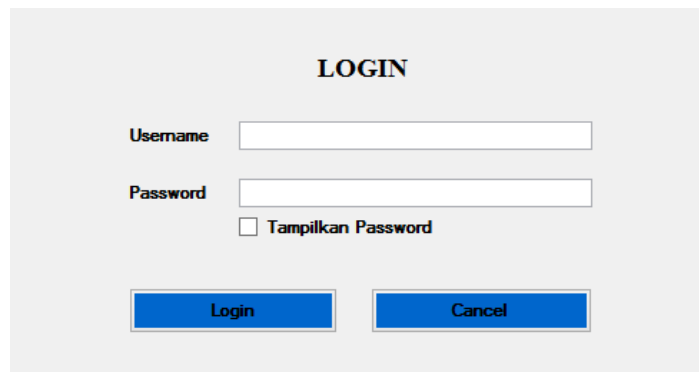 LOGIN
Username
Password
Tampilkan Password
Login Cancel